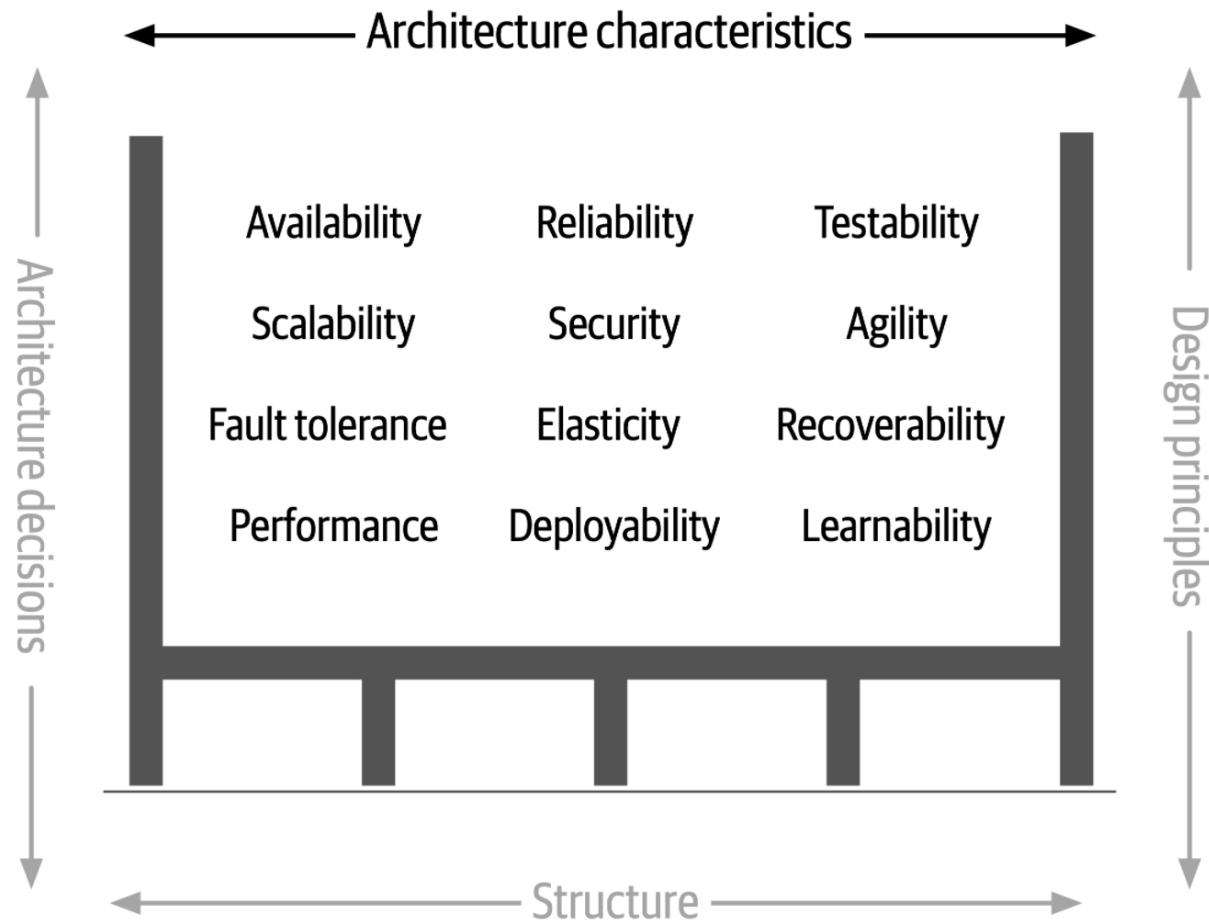 Architecture characteristics
Architecture decisions
Availability Reliability Testability
Scalability Security Agility
Fault tolerance Elasticity Recoverability
Performance Deployability Learnability
Design principles
Structure